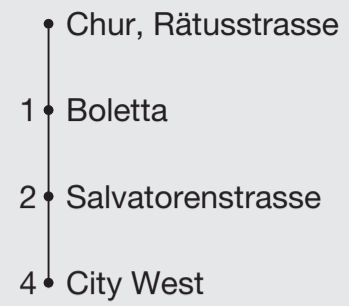 Chur, Rätusstrasse
1 Boletta
2 Salvatorenstrasse
4 City West